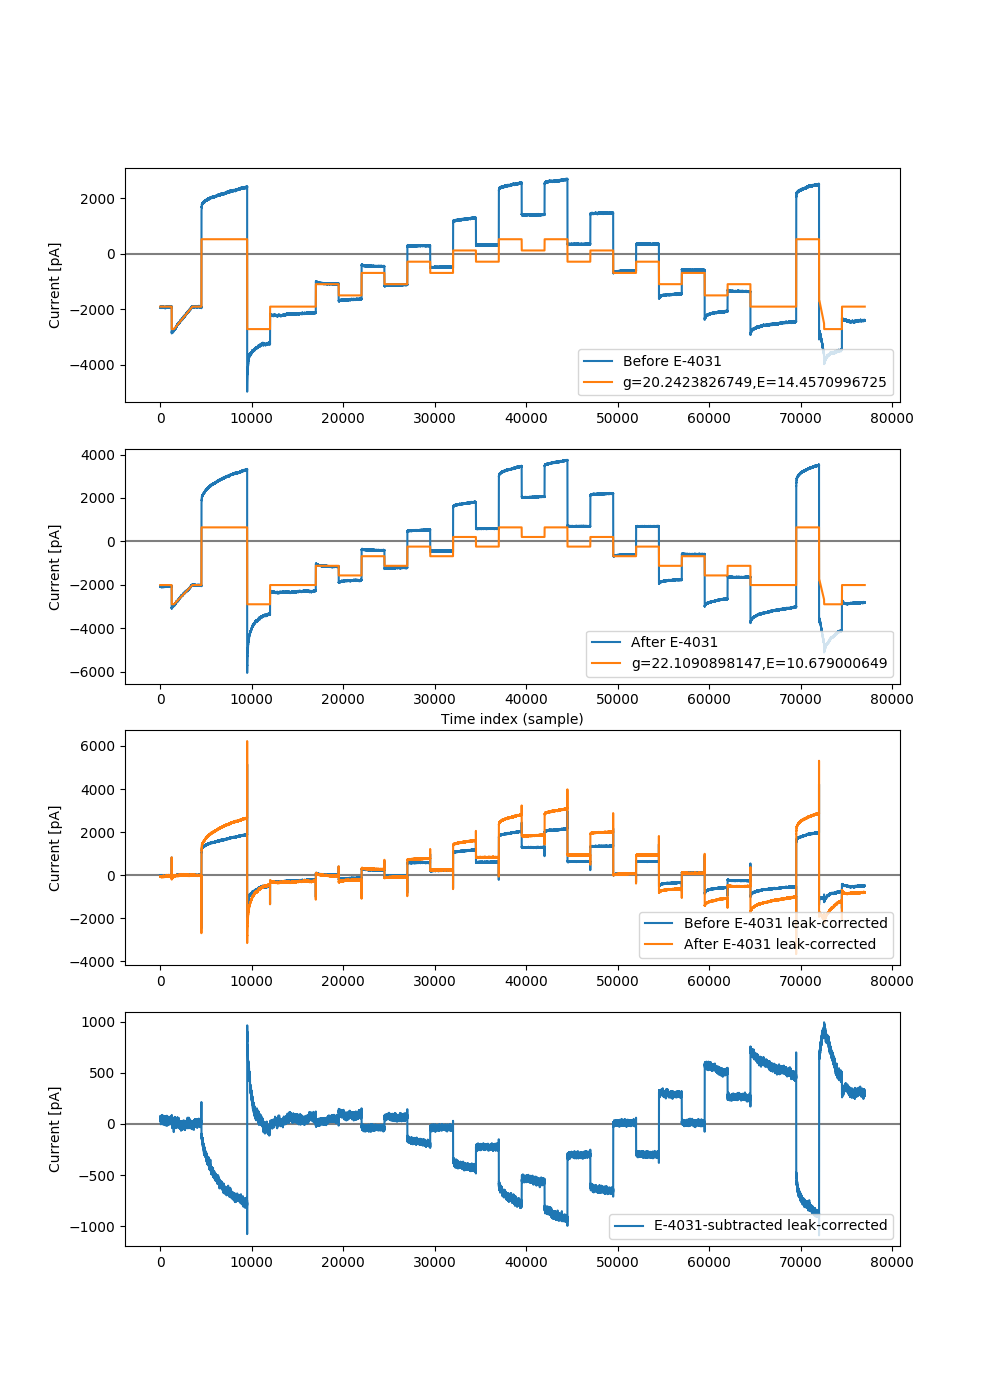 2000
0
−2000
−4000
Current [pA]
Before E-4031
g=20.2423826749,E=14.4570996725
0 10000 20000 30000 40000 50000 60000 70000 80000
4000
2000
0
−2000
−4000
−6000
Current [pA]
After E-4031
g=22.1090898147,E=10.679000649
0 10000 20000 30000 40000 50000 60000 70000 80000
Time index (sample)
6000
4000
2000
0
−2000
−4000
Current [pA]
Before E-4031 leak-corrected
After E-4031 leak-corrected
0 10000 20000 30000 40000 50000 60000 70000 80000
1000
500
0
−500
−1000
Current [pA]
E-4031-subtracted leak-corrected
0 10000 20000 30000 40000 50000 60000 70000 80000